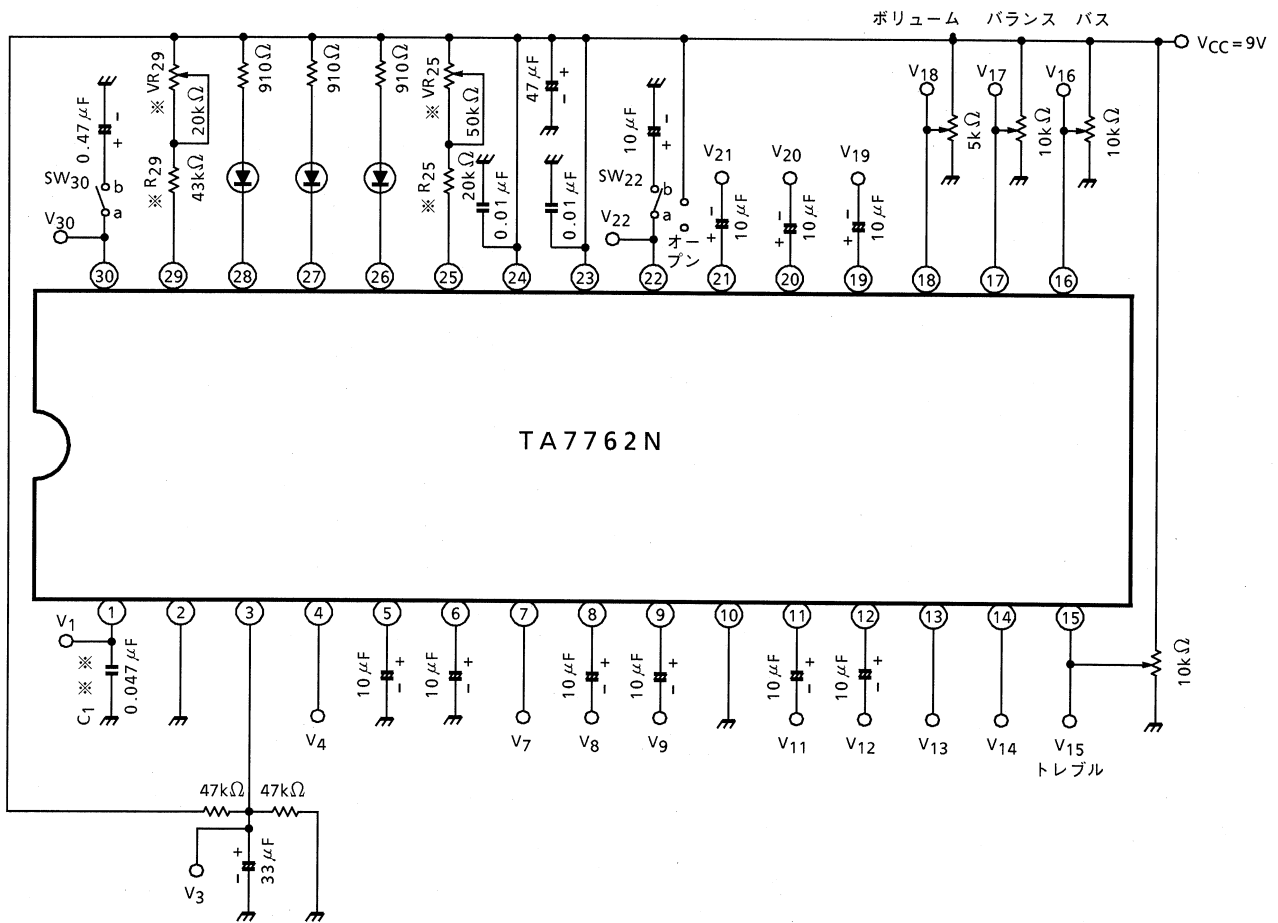 ボリューム バランス バス
VCC=9V
※ VR29
20kΩ
910Ω
910Ω
910Ω
※ VR25
50kΩ
47μF
+
-
0.47μF
-
+
SW30
b
a
V30
※ R29
43kΩ
※ R25
20kΩ
0.01μF
0.01μF
10μF
-
+
SW22
b
a
V22
オープン
V21
-
+
10μF
V20
-
+
10μF
V19
-
+
10μF
V18
5kΩ
V17
10kΩ
V16
10kΩ
30 29 28 27 26 25 24 23 22 21 20 19 18 17 16
TA7762N
1 2 3 4 5 6 7 8 9 10 11 12 13 14 15
V1
C1 ※ ※
0.047μF
V4
10μF
+
-
10μF
+
-
V7
10μF
+
-
V8
10μF
+
-
V9
10μF
+
-
V11
10μF
+
-
V12
V13
V14
V15
トレブル
10kΩ
47kΩ 47kΩ
V3
+
-
33μF